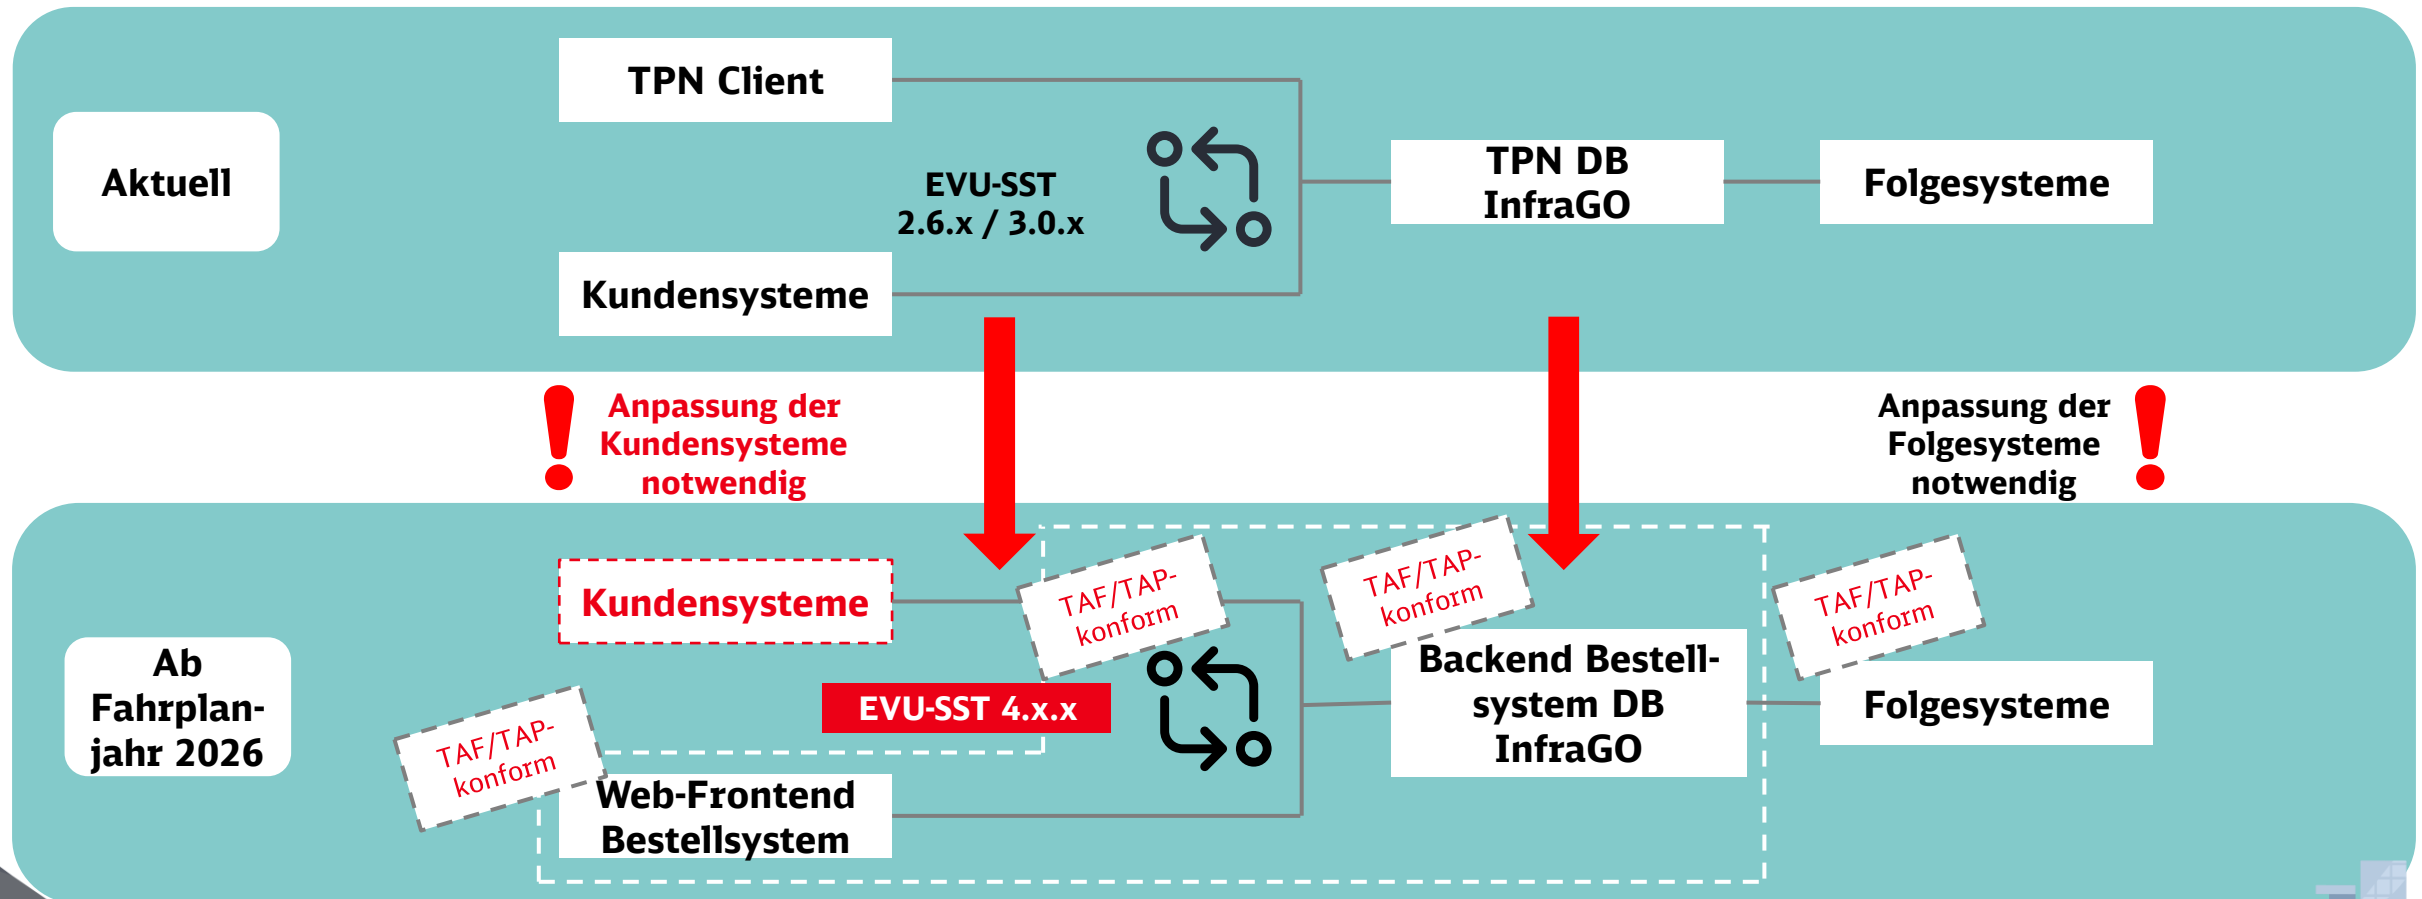 TPN Client
Aktuell
EVU-SST
2.6.x / 3.0.x
TPN DB
InfraGO
Folgesysteme
Kundensysteme
Anpassung der
Kundensysteme
notwendig
Anpassung der
Folgesysteme
notwendig
Kundensysteme
TAF/TAP-
konform
TAF/TAP-
konform
TAF/TAP-
konform
Ab
Fahrplan-
jahr 2026
EVU-SST 4.x.x
Backend Bestell-
system DB
InfraGO
Folgesysteme
TAF/TAP-
konform
Web-Frontend
Bestellsystem